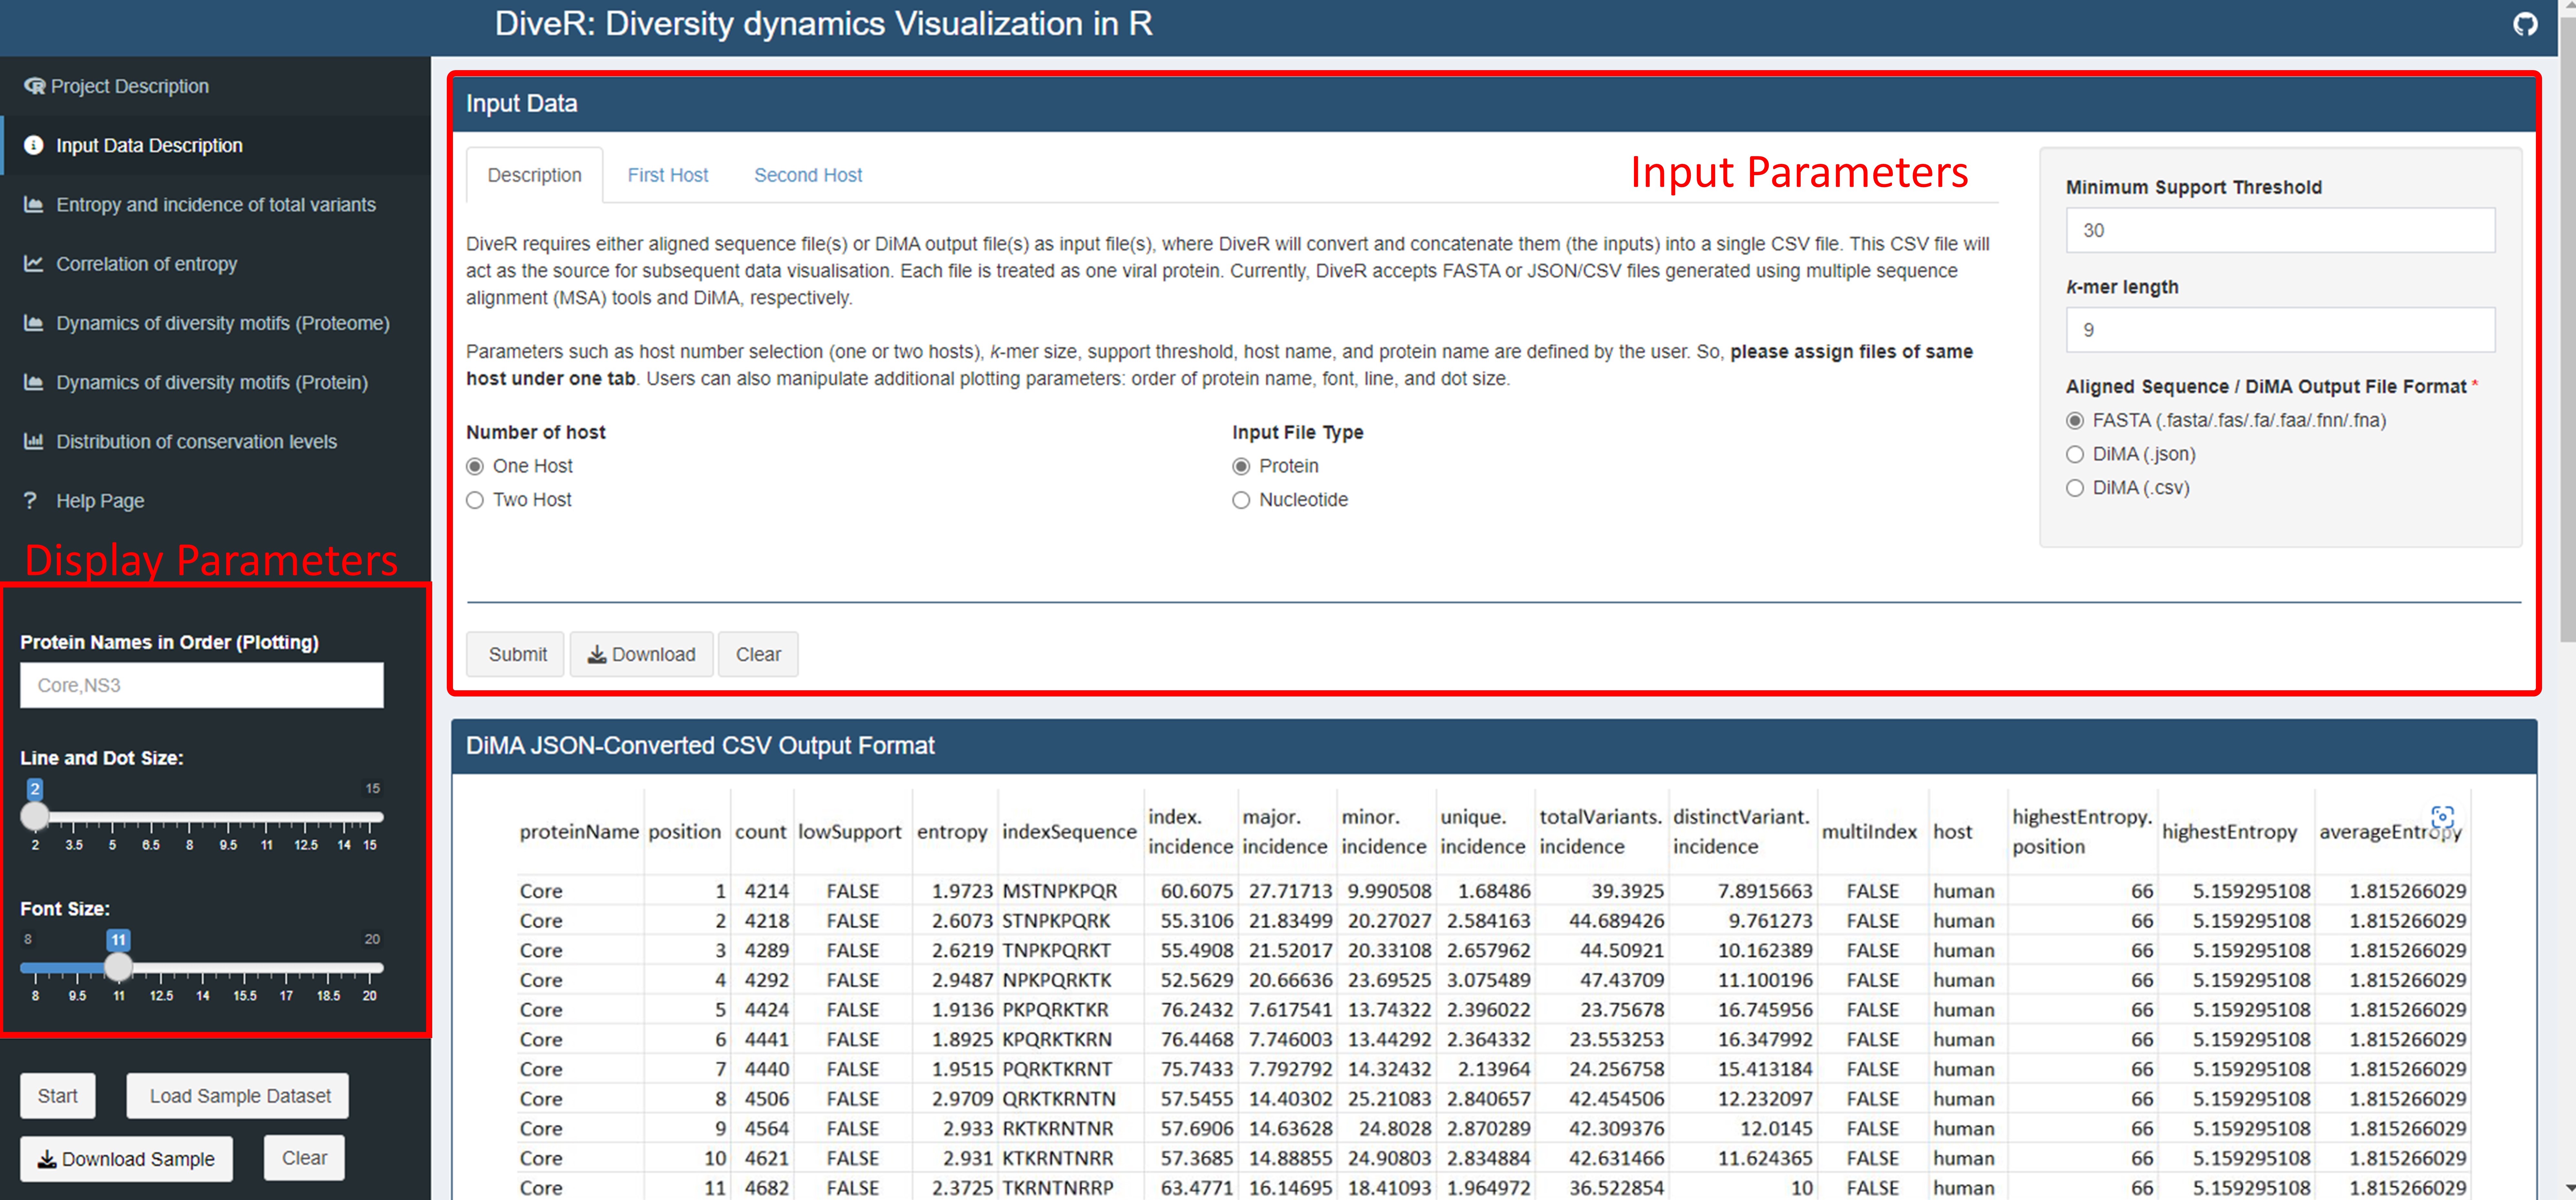 DiveR: Diversity dynamics Visualization in R
Project Description
Input Data Description
Entropy and incidence of total variants
Correlation of entropy
Dynamics of diversity motifs (Proteome)
Dynamics of diversity motifs (Protein)
Distribution of conservation levels
? Help Page
Display Parameters
Protein Names in Order (Plotting)
Core,NS3
Line and Dot Size:
2 15
2 3.5 5 6.5 8 9.5 11 12.5 14 15
Font Size:
8 11 20
8 9.5 11 12.5 14 15.5 17 18.5 20
Start Load Sample Dataset
Download Sample Clear
Input Data
Description First Host Second Host
Input Parameters
DiveR requires either aligned sequence file(s) or DiMA output file(s) as input file(s), where DiveR will convert and concatenate them (the inputs) into a single CSV file. This CSV file will
act as the source for subsequent data visualisation. Each file is treated as one viral protein. Currently, DiveR accepts FASTA or JSON/CSV files generated using multiple sequence
alignment (MSA) tools and DiMA, respectively.
Parameters such as host number selection (one or two hosts), k-mer size, support threshold, host name, and protein name are defined by the user. So, please assign files of same
host under one tab. Users can also manipulate additional plotting parameters: order of protein name, font, line, and dot size.
Number of host
One Host
Two Host
Input File Type
Protein
Nucleotide
Minimum Support Threshold
30
k-mer length
9
Aligned Sequence / DiMA Output File Format *
FASTA (.fasta/.fas/.fa/.faa/.fnn/.fna)
DiMA (.json)
DiMA (.csv)
Submit Download Clear
DiMA JSON-Converted CSV Output Format
proteinName position count lowSupport entropy indexSequence index. incidence major. incidence minor. incidence unique. incidence totalVariants. incidence distinctVariant. incidence multiIndex host highestEntropy. position highestEntropy averageEntropy
Core 1 4214 FALSE 1.9723 MSTNPKPQR 60.6075 27.71713 9.990508 1.68486 39.3925 7.8915663 FALSE human 66 5.159295108 1.815266029
Core 2 4218 FALSE 2.6073 STNPKPQRK 55.3106 21.83499 20.27027 2.584163 44.689426 9.761273 FALSE human 66 5.159295108 1.815266029
Core 3 4289 FALSE 2.6219 TNPKPQRKT 55.4908 21.52017 20.33108 2.657962 44.50921 10.162389 FALSE human 66 5.159295108 1.815266029
Core 4 4292 FALSE 2.9487 NPKPQRKTK 52.5629 20.66636 23.69525 3.075489 47.43709 11.100196 FALSE human 66 5.159295108 1.815266029
Core 5 4424 FALSE 1.9136 PKPQRKTKR 76.2432 7.617541 13.74322 2.396022 23.75678 16.745956 FALSE human 66 5.159295108 1.815266029
Core 6 4441 FALSE 1.8925 KPQRKTKRN 76.4468 7.746003 13.44292 2.364332 23.553253 16.347992 FALSE human 66 5.159295108 1.815266029
Core 7 4440 FALSE 1.9515 PQRKTKRNT 75.7433 7.792792 14.32432 2.13964 24.256758 15.413184 FALSE human 66 5.159295108 1.815266029
Core 8 4506 FALSE 2.9709 QRKTKRNTN 57.5455 14.40302 25.21083 2.840657 42.454506 12.232097 FALSE human 66 5.159295108 1.815266029
Core 9 4564 FALSE 2.933 RKTKRNTNR 57.6906 14.63628 24.8028 2.870289 42.309376 12.0145 FALSE human 66 5.159295108 1.815266029
Core 10 4621 FALSE 2.931 KTKRNTNRR 57.3685 14.88855 24.90803 2.834884 42.631466 11.624365 FALSE human 66 5.159295108 1.815266029
Core 11 4682 FALSE 2.3725 TKRNTNRRP 63.4771 16.14695 18.41093 1.964972 36.522854 10 FALSE human 66 5.159295108 1.815266029